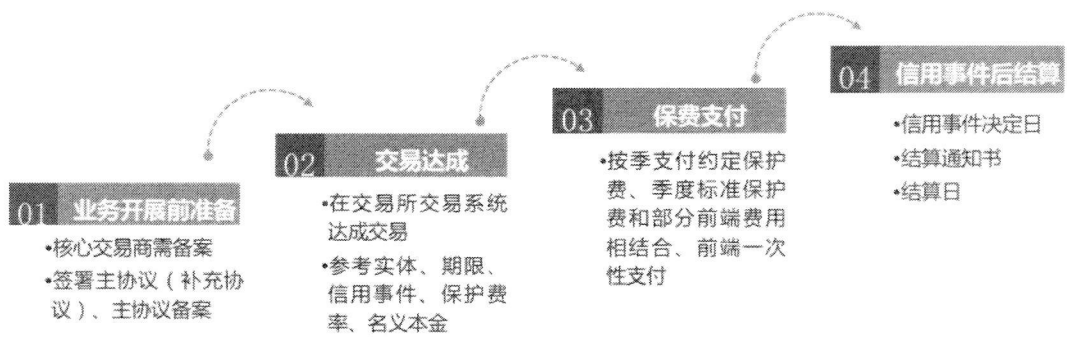 01 业务开展前准备
•核心交易商需备案
•签署主协议（补充协
议）、主协议备案
02 交易达成
•在交易所交易系统
达成交易
•参考实体、期限、
信用事件、保护费
率、名义本金
03 保费支付
•按季支付约定保护
费、季度标准保护
费和部分前端费用
相结合、前端一次
性支付
04 信用事件后结算
•信用事件决定日
•结算通知书
•结算日